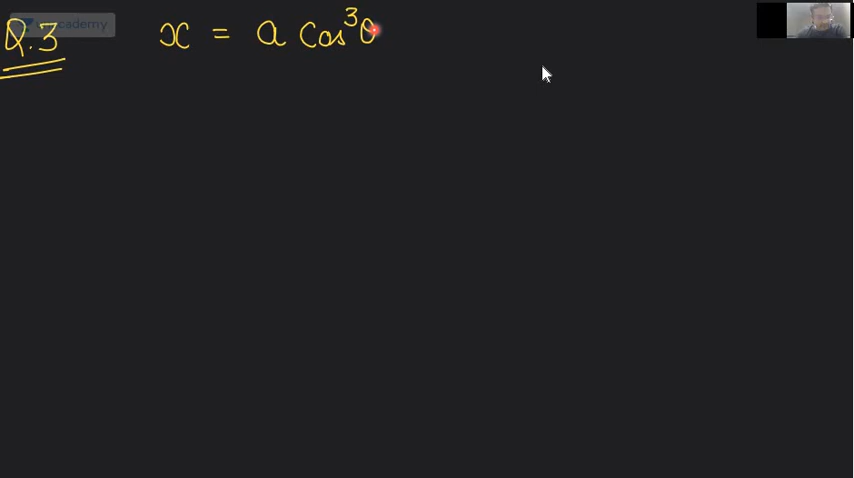 Q.3 x = a Cos³θ